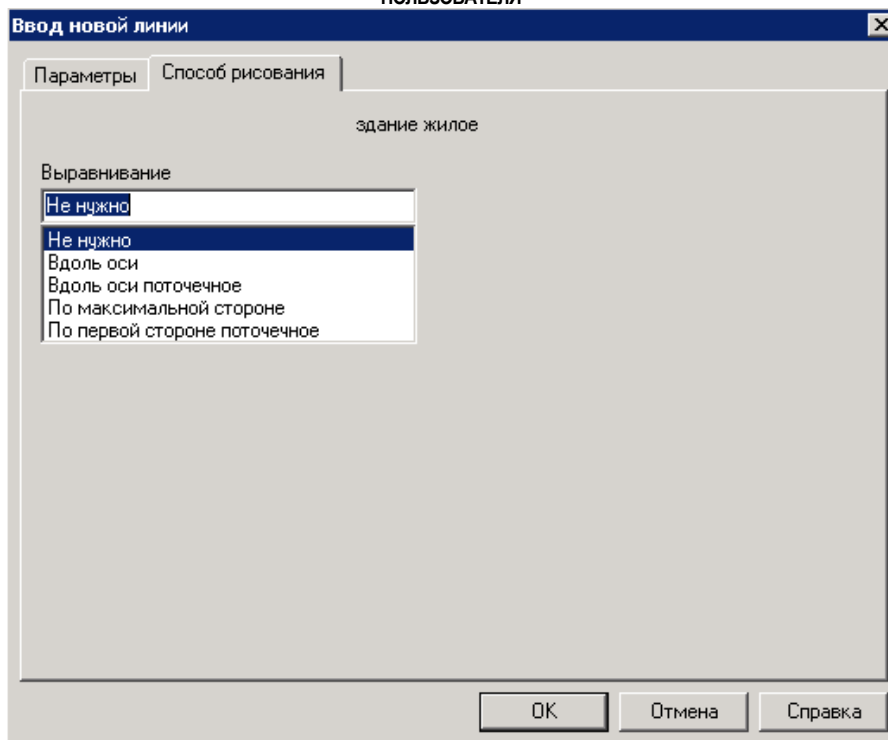 ПОЛЬЗОВАТЕЛЯ
Ввод новой линии
Параметры Способ рисования
здание жилое
Выравнивание
Не нужно
Не нужно
Вдоль оси
Вдоль оси поточечное
По максимальной стороне
По первой стороне поточечное
OK Отмена Справка